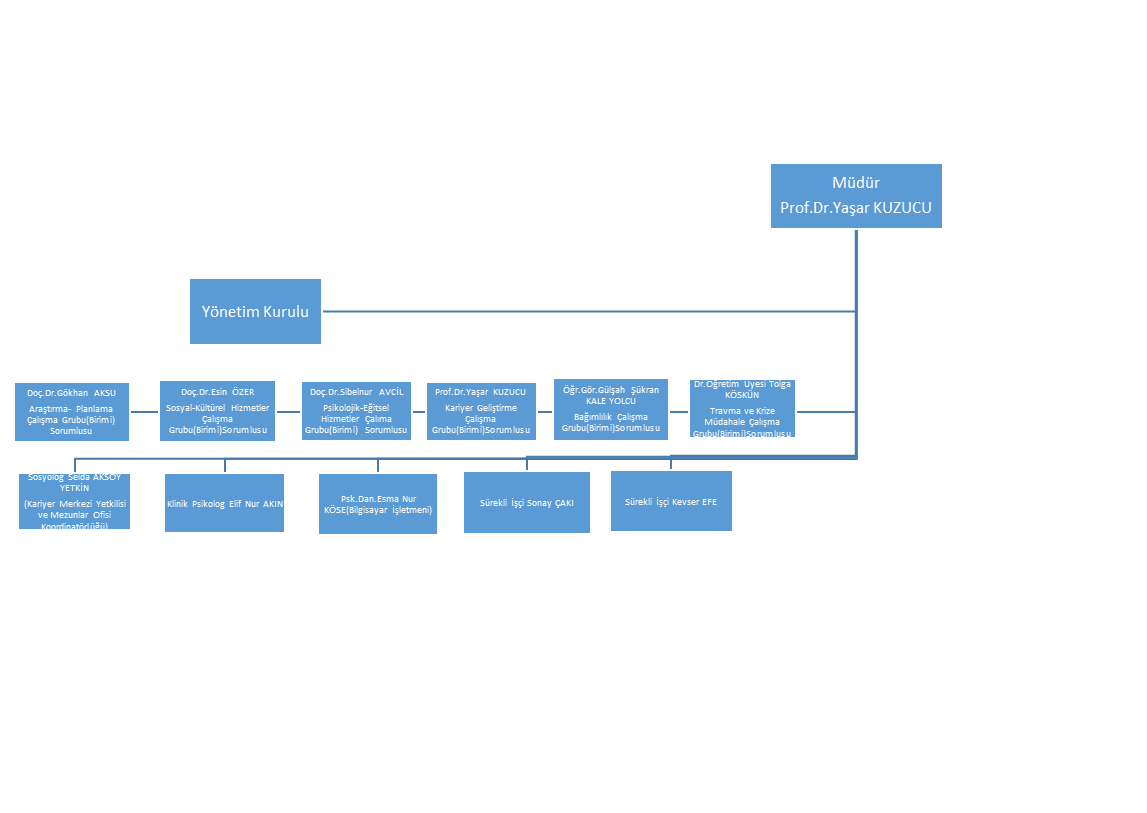 Müdür
Prof.Dr.Yaşar KUZUCU
Yönetim Kurulu
Doç.Dr.Gökhan AKSU
Araştırma- Planlama
Çalışma Grubu(Birimi)
Sorumlusu
Doç.Dr.Esin ÖZER
Sosyal-Kültürel Hizmetler
Çalışma
Grubu(Birimi)Sorumlusu
Doç.Dr.Sibelnur AVCİL
Psikolojik-Eğitsel
Hizmetler Çalıma
Grubu(Birimi) Sorumlusu
Prof.Dr.Yaşar KUZUCU
Kariyer Geliştirme
Çalışma
Grubu(Birimi)Sorumlusu
Öğr.Gör.Gülşah Şükran
KALE YOLCU
Bağımlılık Çalışma
Grubu(Birimi)Sorumlusu
Dr.Öğretim Üyesi Tolga
KÖSKÜN
Travma ve Krize
Müdahale Çalışma
Grubu(Birimi)Sorumlusu
Sosyolog Selda AKSOY
YETKİN
(Kariyer Merkezi Yetkilisi
ve Mezunlar Ofisi
Koordinatörlüğü)
Klinik Psikolog Elif Nur AKIN
Psk.Dan.Esma Nur
KÖSE(Bilgisayar İşletmeni)
Sürekli İşçi Sonay ÇAKI
Sürekli İşçi Kevser EFE